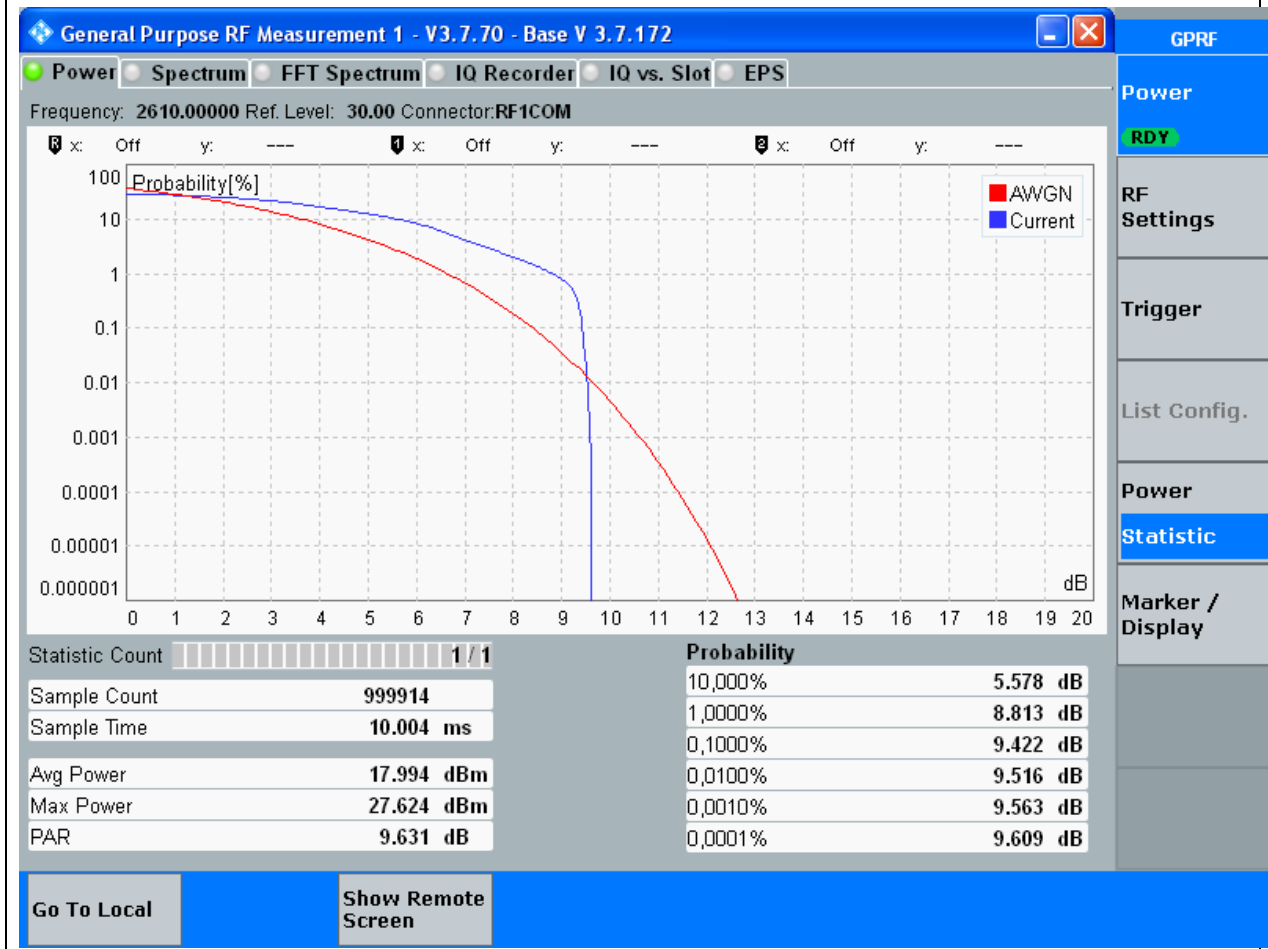 General Purpose RF Measurement 1 - V3.7.70 - Base V 3.7.172
Power Spectrum FFT Spectrum IQ Recorder IQ vs. Slot EPS
Frequency: 2610.00000 Ref. Level: 30.00 Connector:RF1COM
R x: Off y: --- 1 x: Off y: --- 2 x: Off y: ---
Probability[%]
100
10
1
0.1
0.01
0.001
0.0001
0.00001
0.000001
AWGN
Current
dB
0 1 2 3 4 5 6 7 8 9 10 11 12 13 14 15 16 17 18 19 20
Statistic Count 1 / 1
Sample Count 999914
Sample Time 10.004 ms
Avg Power 17.994 dBm
Max Power 27.624 dBm
PAR 9.631 dB
Probability
10,000% 5.578 dB
1,0000% 8.813 dB
0,1000% 9.422 dB
0,0100% 9.516 dB
0,0010% 9.563 dB
0,0001% 9.609 dB
GPRF
Power
RDY
RF
Settings
Trigger
List Config.
Power
Statistic
Marker /
Display
Go To Local
Show Remote
Screen